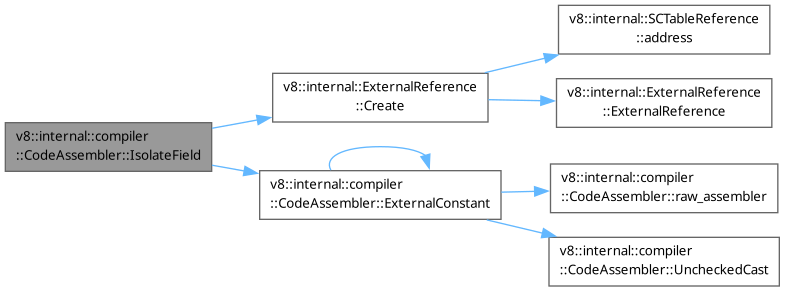 v8::internal::compiler
::CodeAssembler::IsolateField
v8::internal::ExternalReference
::Create
v8::internal::SCTableReference
::address
v8::internal::ExternalReference
::ExternalReference
v8::internal::compiler
::CodeAssembler::ExternalConstant
v8::internal::compiler
::CodeAssembler::raw_assembler
v8::internal::compiler
::CodeAssembler::UncheckedCast